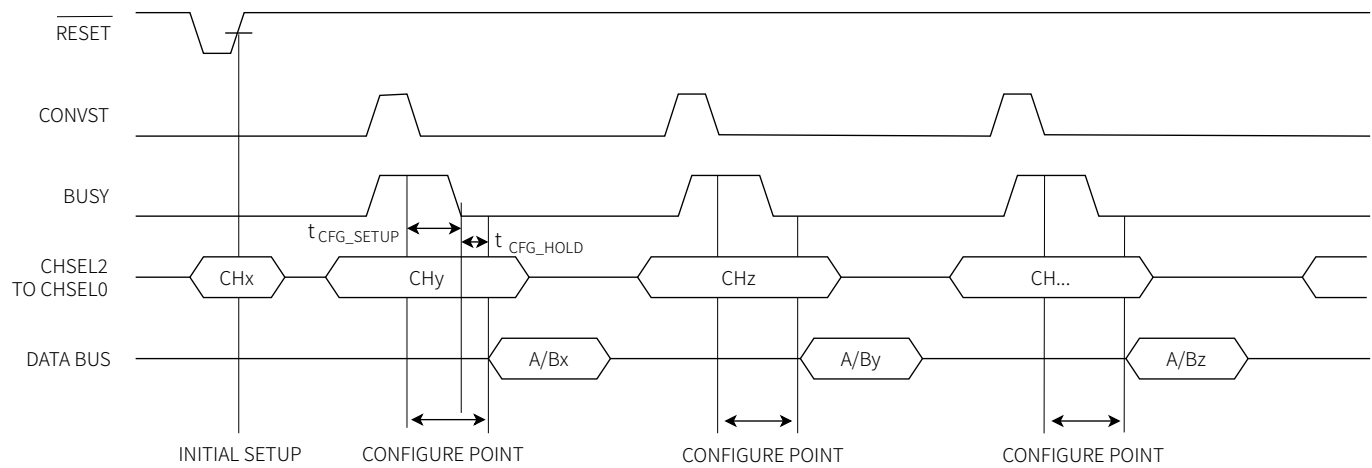 RESET
CONVST
BUSY
t CFG_SETUP
t CFG_HOLD
CHSEL2
TO CHSEL0
CHx
CHy
CHz
CH...
DATA BUS
A/Bx
A/By
A/Bz
INITIAL SETUP
CONFIGURE POINT
CONFIGURE POINT
CONFIGURE POINT